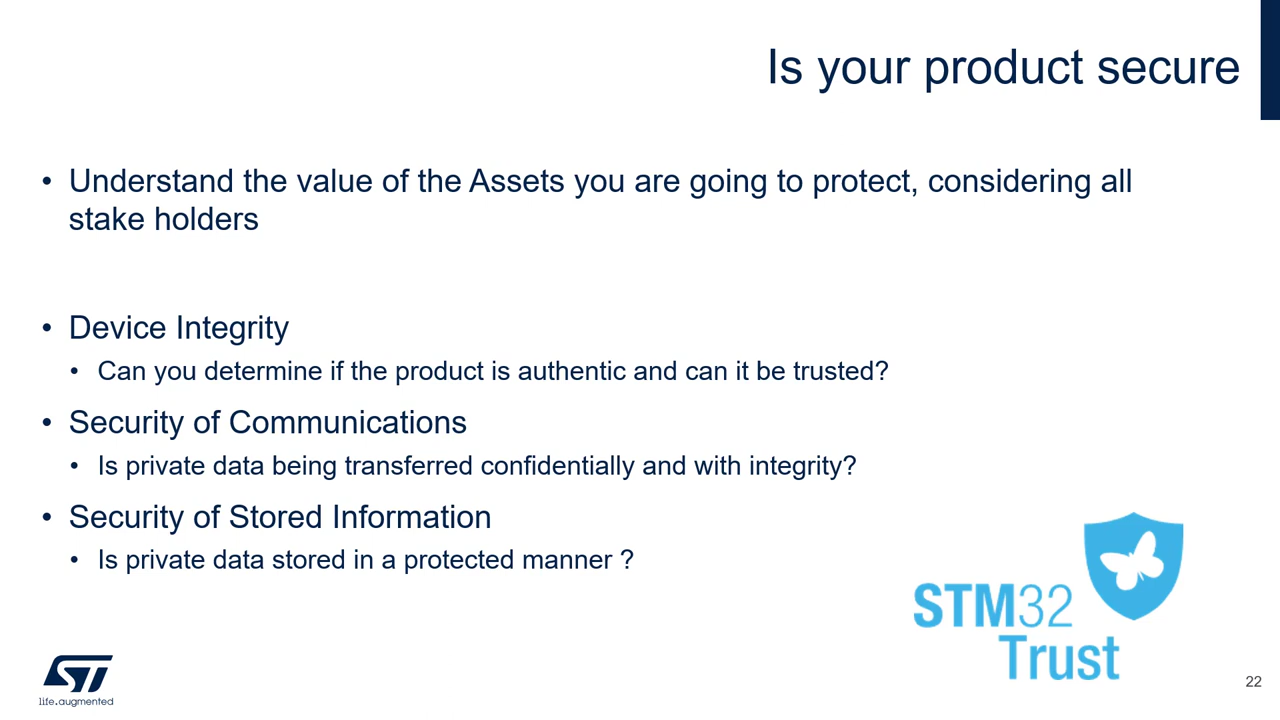 Is your product secure
• Understand the value of the Assets you are going to protect, considering all
stake holders
• Device Integrity
• Can you determine if the product is authentic and can it be trusted?
• Security of Communications
• Is private data being transferred confidentially and with integrity?
• Security of Stored Information
• Is private data stored in a protected manner ?
STM32
Trust
ST
life.augmented
22